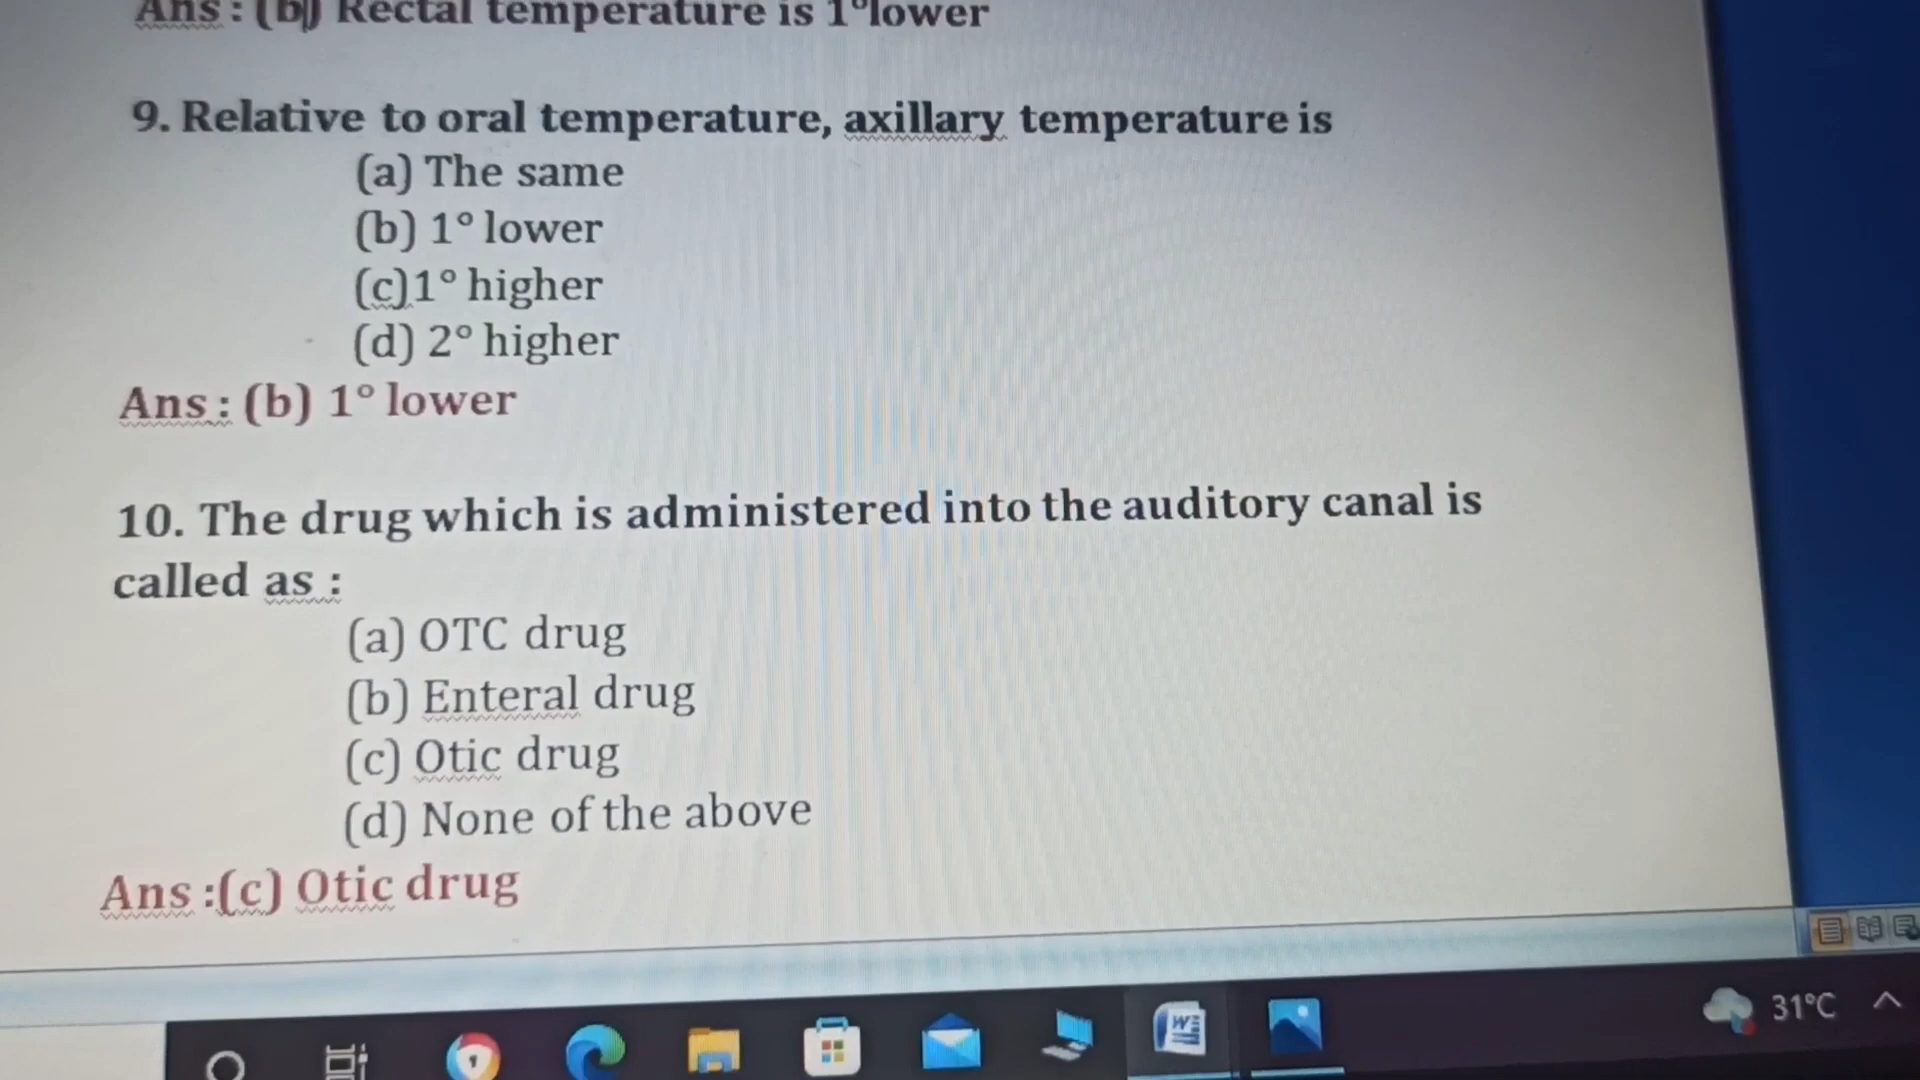 Ans : (b) Rectal temperature is 1°lower
9. Relative to oral temperature, axillary temperature is
(a) The same
(b) 1° lower
(c)1° higher
(d) 2° higher
Ans : (b) 1° lower
10. The drug which is administered into the auditory canal is
called as :
(a) OTC drug
(b) Enteral drug
(c) Otic drug
(d) None of the above
Ans :(c) Otic drug
31°C